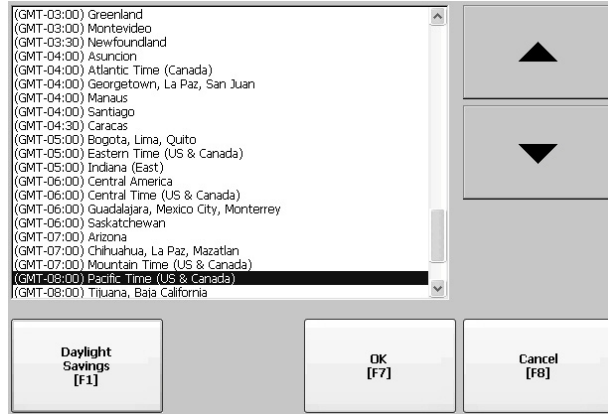 (GMT-03:00) Greenland
(GMT-03:00) Montevideo
(GMT-03:30) Newfoundland
(GMT-04:00) Asuncion
(GMT-04:00) Atlantic Time (Canada)
(GMT-04:00) Georgetown, La Paz, San Juan
(GMT-04:00) Manaus
(GMT-04:00) Santiago
(GMT-04:30) Caracas
(GMT-05:00) Bogota, Lima, Quito
(GMT-05:00) Eastern Time (US & Canada)
(GMT-05:00) Indiana (East)
(GMT-06:00) Central America
(GMT-06:00) Central Time (US & Canada)
(GMT-06:00) Guadalajara, Mexico City, Monterrey
(GMT-06:00) Saskatchewan
(GMT-07:00) Arizona
(GMT-07:00) Chihuahua, La Paz, Mazatlan
(GMT-07:00) Mountain Time (US & Canada)
(GMT-08:00) Pacific Time (US & Canada)
(GMT-08:00) Tijuana, Baja California
Daylight
Savings
[F1]
OK
[F7]
Cancel
[F8]